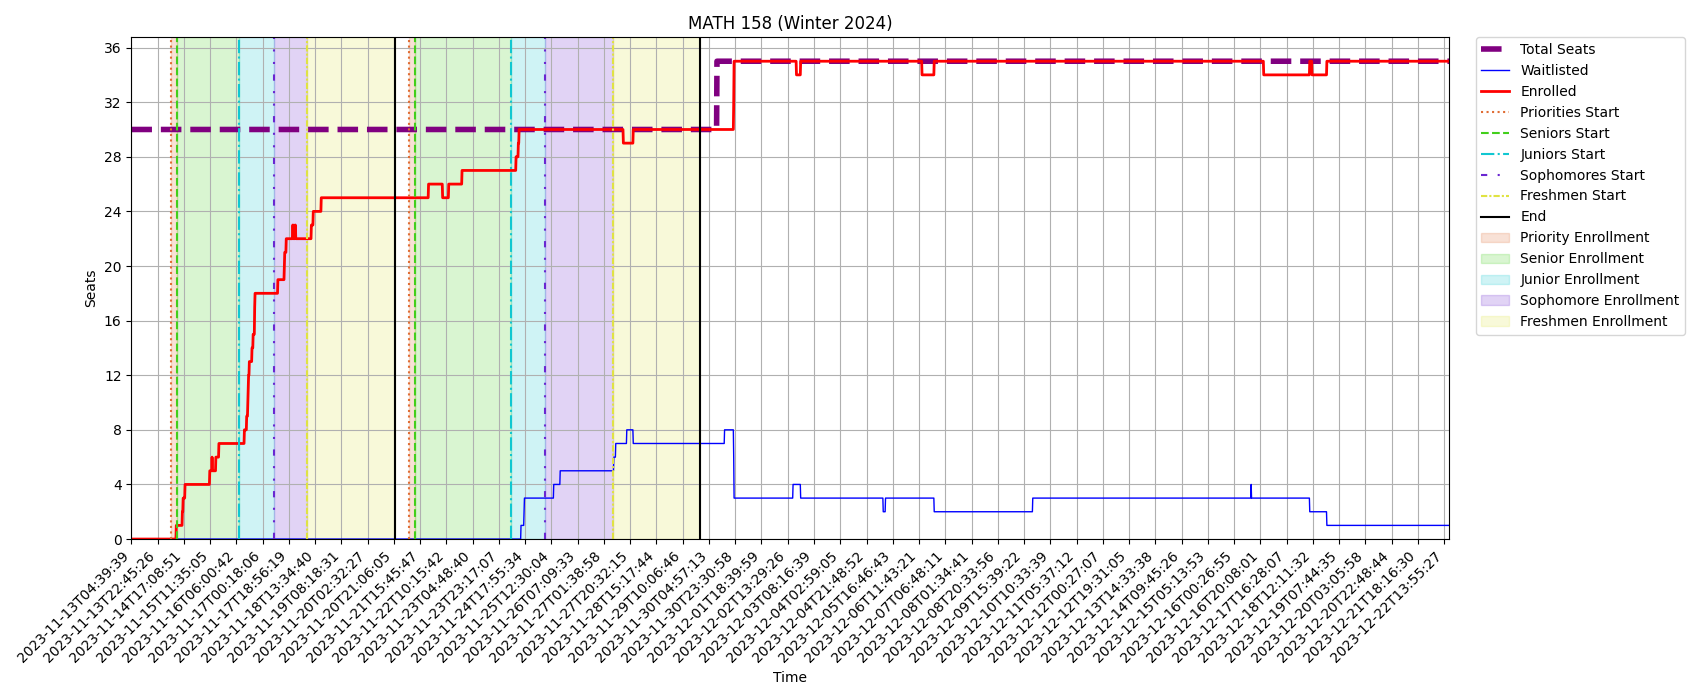 MATH 158 (Winter 2024)
36
32
28
24
20
16
12
8
4
0
Seats
2023-11-13T04:39:39
2023-11-13T22:45:26
2023-11-14T17:08:51
2023-11-15T11:35:05
2023-11-16T06:00:42
2023-11-17T00:18:06
2023-11-17T18:56:19
2023-11-18T13:34:40
2023-11-19T08:18:31
2023-11-20T02:32:27
2023-11-20T21:06:05
2023-11-21T15:45:47
2023-11-22T10:15:42
2023-11-23T04:48:40
2023-11-23T23:17:07
2023-11-24T17:55:34
2023-11-25T12:30:04
2023-11-26T07:09:33
2023-11-27T01:38:58
2023-11-27T20:32:15
2023-11-28T15:17:44
2023-11-29T10:06:46
2023-11-30T04:57:13
2023-11-30T23:30:58
2023-12-01T18:39:59
2023-12-02T13:29:26
2023-12-03T08:16:39
2023-12-04T02:59:05
2023-12-04T21:48:52
2023-12-05T16:46:43
2023-12-06T11:43:21
2023-12-07T06:48:11
2023-12-08T01:34:41
2023-12-08T20:33:56
2023-12-09T15:39:22
2023-12-10T10:33:39
2023-12-11T05:37:12
2023-12-12T00:27:07
2023-12-12T19:31:05
2023-12-13T14:33:38
2023-12-14T09:45:26
2023-12-15T05:13:53
2023-12-16T00:26:55
2023-12-16T20:08:01
2023-12-17T16:28:07
2023-12-18T12:11:32
2023-12-19T07:44:35
2023-12-20T03:05:58
2023-12-20T22:48:44
2023-12-21T18:16:30
2023-12-22T13:55:27
Time
Total Seats
Waitlisted
Enrolled
Priorities Start
Seniors Start
Juniors Start
Sophomores Start
Freshmen Start
End
Priority Enrollment
Senior Enrollment
Junior Enrollment
Sophomore Enrollment
Freshmen Enrollment